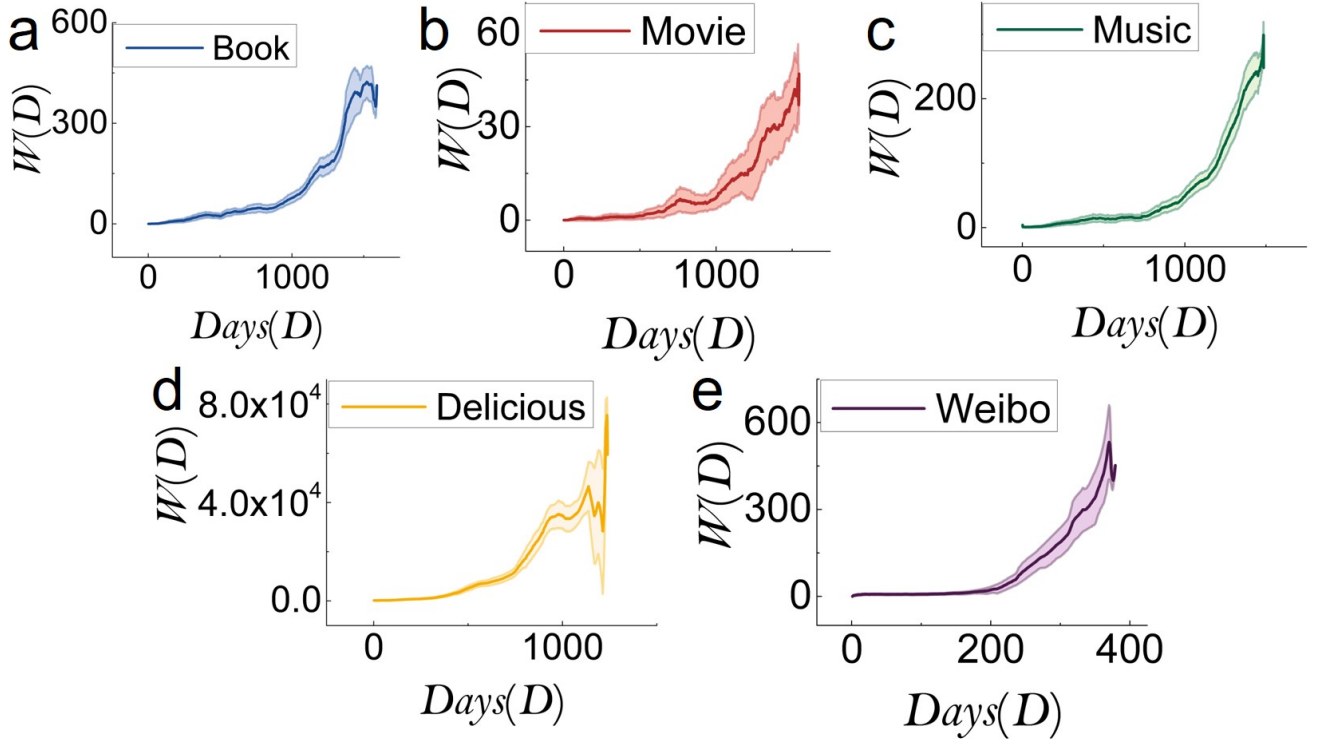 a
600
Book
300
0
W(D)
0 1000
Days(D)
b
60
Movie
30
0
W(D)
0 1000
Days(D)
c
Music
200
0
W(D)
0 1000
Days(D)
d
8.0x10⁴
Delicious
4.0x10⁴
0.0
W(D)
0 1000
Days(D)
e
Weibo
600
300
0
W(D)
0 200 400
Days(D)